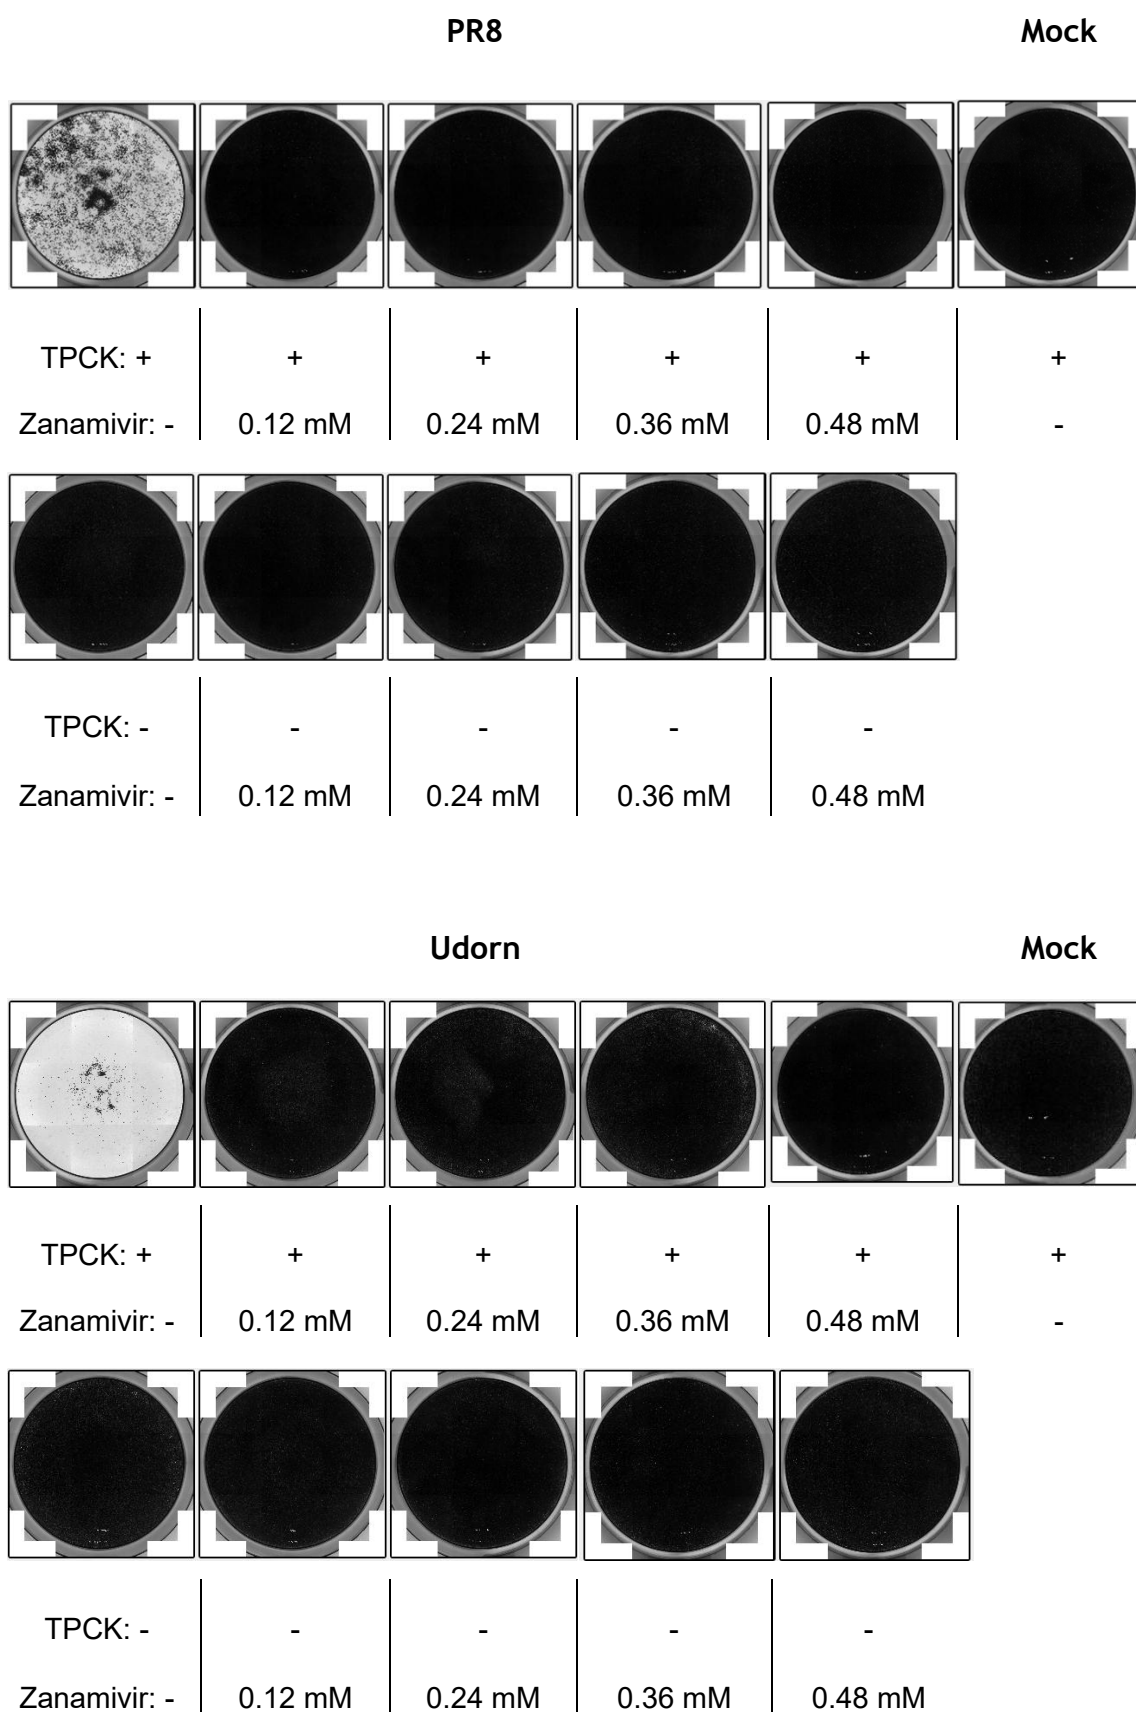 PR8 Mock
TPCK: + + + + + +
Zanamivir: - 0.12 mM 0.24 mM 0.36 mM 0.48 mM -
TPCK: - - - - -
Zanamivir: - 0.12 mM 0.24 mM 0.36 mM 0.48 mM
Udorn Mock
TPCK: + + + + + +
Zanamivir: - 0.12 mM 0.24 mM 0.36 mM 0.48 mM -
TPCK: - - - - -
Zanamivir: - 0.12 mM 0.24 mM 0.36 mM 0.48 mM